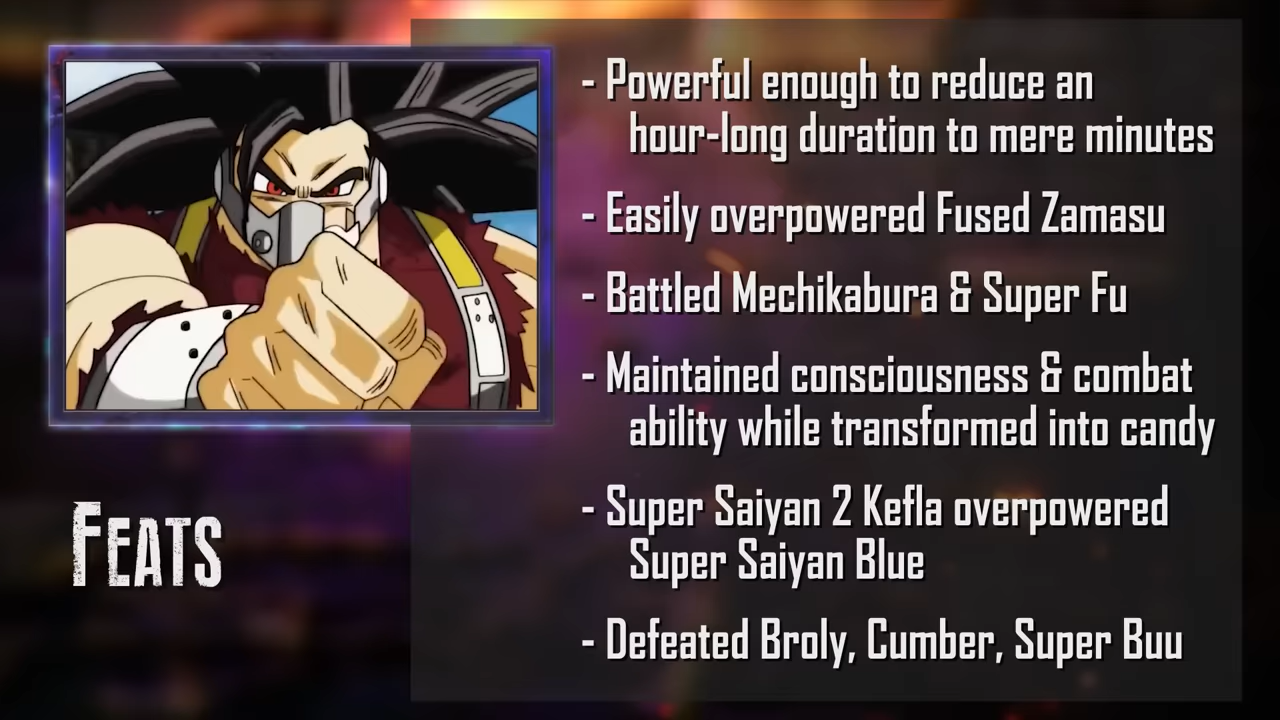 - Powerful enough to reduce an
hour-long duration to mere minutes
- Easily overpowered Fused Zamasu
- Battled Mechikabura & Super Fu
- Maintained consciousness & combat
ability while transformed into candy
- Super Saiyan 2 Kefla overpowered
Super Saiyan Blue
- Defeated Broly, Cumber, Super Buu
FEATS